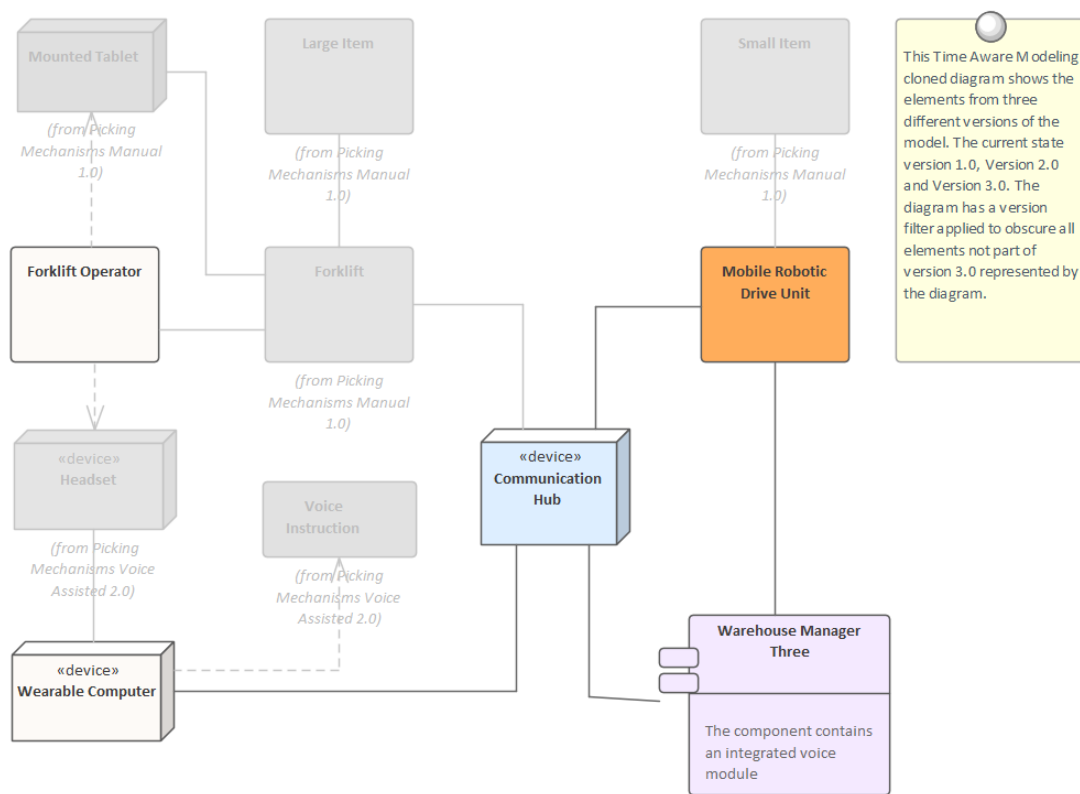 Mounted Tablet
(from Picking
Mechanisms Manual
1.0)
Large Item
(from Picking
Mechanisms Manual
1.0)
Small Item
(from Picking
Mechanisms Manual
1.0)
This Time Aware Modeling
cloned diagram shows the
elements from three
different versions of the
model. The current state
version 1.0, Version 2.0
and Version 3.0. The
diagram has a version
filter applied to obscure all
elements not part of
version 3.0 represented by
the diagram.
Forklift Operator
Forklift
(from Picking
Mechanisms Manual
1.0)
Mobile Robotic
Drive Unit
«device»
Headset
(from Picking
Mechanisms Voice
Assisted 2.0)
Voice
Instruction
(from Picking
Mechanisms Voice
Assisted 2.0)
«device»
Communication
Hub
«device»
Wearable Computer
Warehouse Manager
Three
The component contains
an integrated voice
module